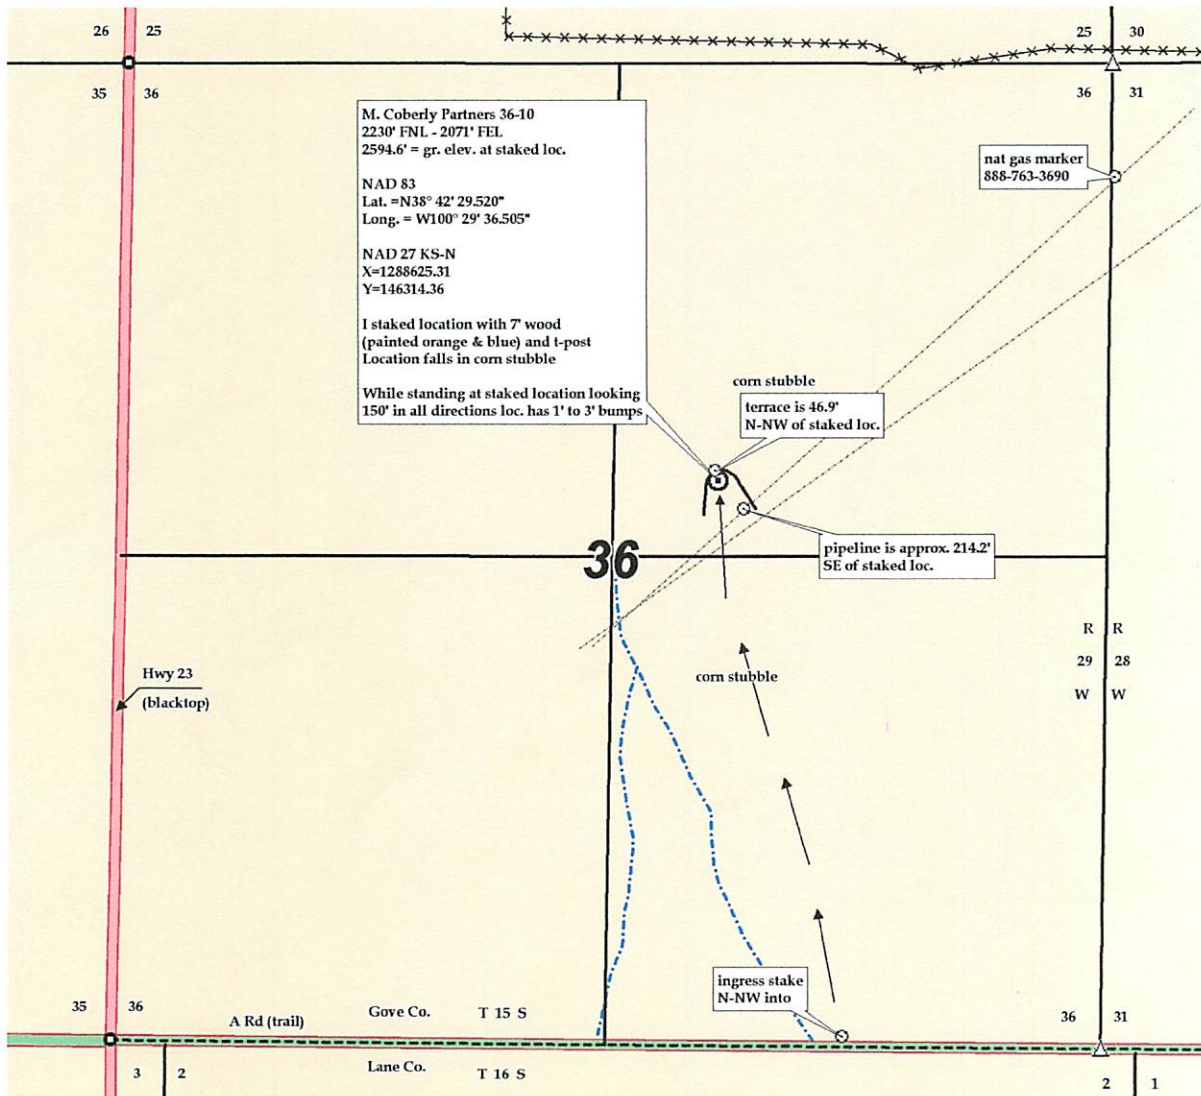 26 25
25 30
35 36
36 31
M. Coberly Partners 36-10
2230' FNL - 2071' FEL
2594.6' = gr. elev. at staked loc.
NAD 83
Lat. =N38° 42' 29.520"
Long. = W100° 29' 36.505"
NAD 27 KS-N
X=1288625.31
Y=146314.36
I staked location with 7' wood
(painted orange & blue) and t-post
Location falls in corn stubble
While standing at staked location looking
150' in all directions loc. has 1' to 3' bumps
nat gas marker
888-763-3690
corn stubble
terrace is 46.9'
N-NW of staked loc.
pipeline is approx. 214.2'
SE of staked loc.
36
R R
29 28
W W
Hwy 23
(blacktop)
corn stubble
ingress stake
N-NW into
35 36
A Rd (trail)
Gove Co. T 15 S
36 31
Lane Co. T 16 S
3 2
2 1